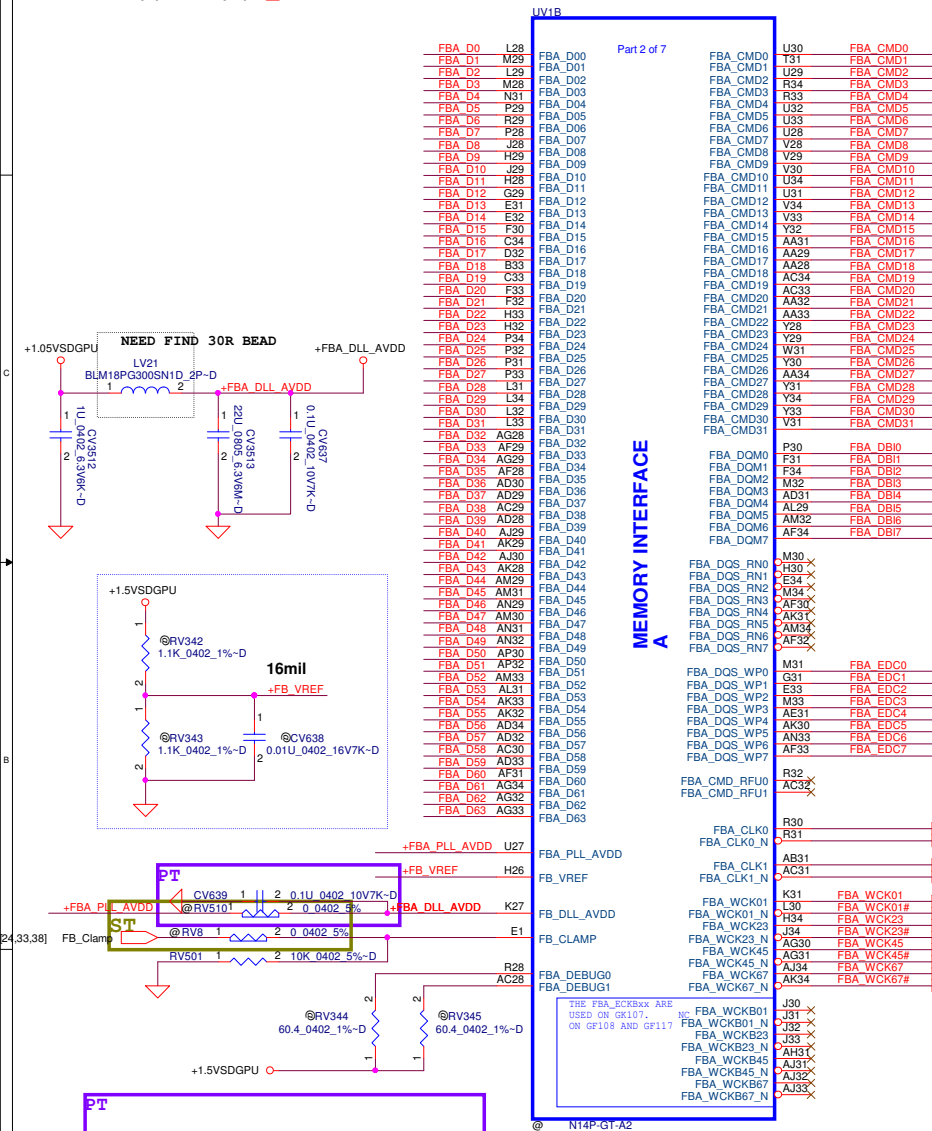 UV1B
Part 2 of 7
FBA_D0 L28 FBA_D00 FBA_CMD0 U30 FBA_CMD0
FBA_D1 M29 FBA_D01 FBA_CMD1 T31 FBA_CMD1
FBA_D2 L29 FBA_D02 FBA_CMD2 U29 FBA_CMD2
FBA_D3 M28 FBA_D03 FBA_CMD3 R34 FBA_CMD3
FBA_D4 N31 FBA_D04 FBA_CMD4 R33 FBA_CMD4
FBA_D5 P29 FBA_D05 FBA_CMD5 U32 FBA_CMD5
FBA_D6 R29 FBA_D06 FBA_CMD6 U33 FBA_CMD6
FBA_D7 P28 FBA_D07 FBA_CMD7 U28 FBA_CMD7
FBA_D8 J28 FBA_D08 FBA_CMD8 V28 FBA_CMD8
FBA_D9 H29 FBA_D09 FBA_CMD9 V29 FBA_CMD9
FBA_D10 J29 FBA_D10 FBA_CMD10 V30 FBA_CMD10
FBA_D11 H28 FBA_D11 FBA_CMD11 U34 FBA_CMD11
FBA_D12 G29 FBA_D12 FBA_CMD12 U31 FBA_CMD12
FBA_D13 E31 FBA_D13 FBA_CMD13 V34 FBA_CMD13
FBA_D14 E32 FBA_D14 FBA_CMD14 V33 FBA_CMD14
FBA_D15 F30 FBA_D15 FBA_CMD15 Y32 FBA_CMD15
FBA_D16 C34 FBA_D16 FBA_CMD16 AA31 FBA_CMD16
FBA_D17 D32 FBA_D17 FBA_CMD17 AA29 FBA_CMD17
FBA_D18 B33 FBA_D18 FBA_CMD18 AA28 FBA_CMD18
FBA_D19 C33 FBA_D19 FBA_CMD19 AC34 FBA_CMD19
FBA_D20 F33 FBA_D20 FBA_CMD20 AC33 FBA_CMD20
FBA_D21 F32 FBA_D21 FBA_CMD21 AA32 FBA_CMD21
FBA_D22 H33 FBA_D22 FBA_CMD22 AA33 FBA_CMD22
FBA_D23 H32 FBA_D23 FBA_CMD23 Y28 FBA_CMD23
FBA_D24 P34 FBA_D24 FBA_CMD24 Y29 FBA_CMD24
FBA_D25 P32 FBA_D25 FBA_CMD25 W31 FBA_CMD25
FBA_D26 P31 FBA_D26 FBA_CMD26 Y30 FBA_CMD26
FBA_D27 P33 FBA_D27 FBA_CMD27 AA34 FBA_CMD27
FBA_D28 L31 FBA_D28 FBA_CMD28 Y31 FBA_CMD28
FBA_D29 L34 FBA_D29 FBA_CMD29 Y34 FBA_CMD29
FBA_D30 L32 FBA_D30 FBA_CMD30 Y33 FBA_CMD30
FBA_D31 L33 FBA_D31 FBA_CMD31 V31 FBA_CMD31
FBA_D32 AG28 FBA_D32
FBA_D33 AF29 FBA_D33 FBA_DQM0 P30 FBA_DBI0
FBA_D34 AG29 FBA_D34 FBA_DQM1 F31 FBA_DBI1
FBA_D35 AF28 FBA_D35 FBA_DQM2 F34 FBA_DBI2
FBA_D36 AD30 FBA_D36 FBA_DQM3 M32 FBA_DBI3
FBA_D37 AD29 FBA_D37 FBA_DQM4 AD31 FBA_DBI4
FBA_D38 AC29 FBA_D38 FBA_DQM5 AL29 FBA_DBI5
FBA_D39 AD28 FBA_D39 FBA_DQM6 AM32 FBA_DBI6
FBA_D40 AJ29 FBA_D40 FBA_DQM7 AF34 FBA_DBI7
FBA_D41 AK29 FBA_D41
FBA_D42 AJ30 FBA_D42 FBA_DQS_RN0 M30
FBA_D43 AK28 FBA_D43 FBA_DQS_RN1 H30
FBA_D44 AM29 FBA_D44 FBA_DQS_RN2 E34
FBA_D45 AM31 FBA_D45 FBA_DQS_RN3 M34
FBA_D46 AN29 FBA_D46 FBA_DQS_RN4 AF30
FBA_D47 AM30 FBA_D47 FBA_DQS_RN5 AK31
FBA_D48 AN31 FBA_D48 FBA_DQS_RN6 AM34
FBA_D49 AN32 FBA_D49 FBA_DQS_RN7 AF32
FBA_D50 AP30 FBA_D50
FBA_D51 AP32 FBA_D51 FBA_DQS_WP0 M31 FBA_EDC0
FBA_D52 AM33 FBA_D52 FBA_DQS_WP1 G31 FBA_EDC1
FBA_D53 AL31 FBA_D53 FBA_DQS_WP2 E33 FBA_EDC2
FBA_D54 AK33 FBA_D54 FBA_DQS_WP3 M33 FBA_EDC3
FBA_D55 AK32 FBA_D55 FBA_DQS_WP4 AE31 FBA_EDC4
FBA_D56 AD34 FBA_D56 FBA_DQS_WP5 AK30 FBA_EDC5
FBA_D57 AD32 FBA_D57 FBA_DQS_WP6 AN33 FBA_EDC6
FBA_D58 AC30 FBA_D58 FBA_DQS_WP7 AF33 FBA_EDC7
FBA_D59 AD33 FBA_D59
FBA_D60 AF31 FBA_D60 FBA_CMD_RFU0 R32
FBA_D61 AG34 FBA_D61 FBA_CMD_RFU1 AC32
FBA_D62 AG32 FBA_D62
FBA_D63 AG33 FBA_D63
FBA_CLK0 R30
FBA_CLK0_N R31
FBA_CLK1 AB31
FBA_CLK1_N AC31
FBA_WCK01 K31 FBA_WCK01
FBA_WCK01_N L30 FBA_WCK01#
FBA_WCK23 H34 FBA_WCK23
FBA_WCK23_N J34 FBA_WCK23#
FBA_WCK45 AG30 FBA_WCK45
FBA_WCK45_N AG31 FBA_WCK45#
FBA_WCK67 AJ34 FBA_WCK67
FBA_WCK67_N AK34 FBA_WCK67#
FBA_WCKB01 J30
FBA_WCKB01_N J31
FBA_WCKB23 J32
FBA_WCKB23_N J33
FBA_WCKB45 AH31
FBA_WCKB45_N AJ31
FBA_WCKB67 AJ32
FBA_WCKB67_N AJ33
MEMORY INTERFACE
A
+FBA_PLL_AVDD U27 FBA_PLL_AVDD
+FB_VREF H26 FB_VREF
+FBA_DLL_AVDD K27 FB_DLL_AVDD
E1 FB_CLAMP
R28 FBA_DEBUG0
AC28 FBA_DEBUG1
THE FBA_ECKBxx ARE
USED ON GK107. NC
ON GF108 AND GF117
@ N14P-GT-A2
C
NEED FIND 30R BEAD
+1.05VSDGPU
+FBA_DLL_AVDD
LV21
BLM18PG300SN1D_2P~D
1 2
+FBA_DLL_AVDD
1 2
CV3512
1U_0402_6.3V6K~D
1 2
CV3513
22U_0805_6.3V6M~D
1 2
CV637
0.1U_0402_10V7K~D
+1.5VSDGPU
1 2
@RV342
1.1K_0402_1%~D
16mil
+FB_VREF
1 2
@RV343
1.1K_0402_1%~D
1 2
@CV638
0.01U_0402_16V7K~D
B
PT
CV639 1 2 0.1U_0402_10V7K~D
+FBA_PLL_AVDD @RV510 1 2 0_0402_5%
ST
[24,33,38] FB_Clamp @RV8 1 2 0_0402_5%
RV501 1 2 10K_0402_5%~D
2 1
@RV344
60.4_0402_1%~D
2 1
@RV345
60.4_0402_1%~D
+1.5VSDGPU
PT